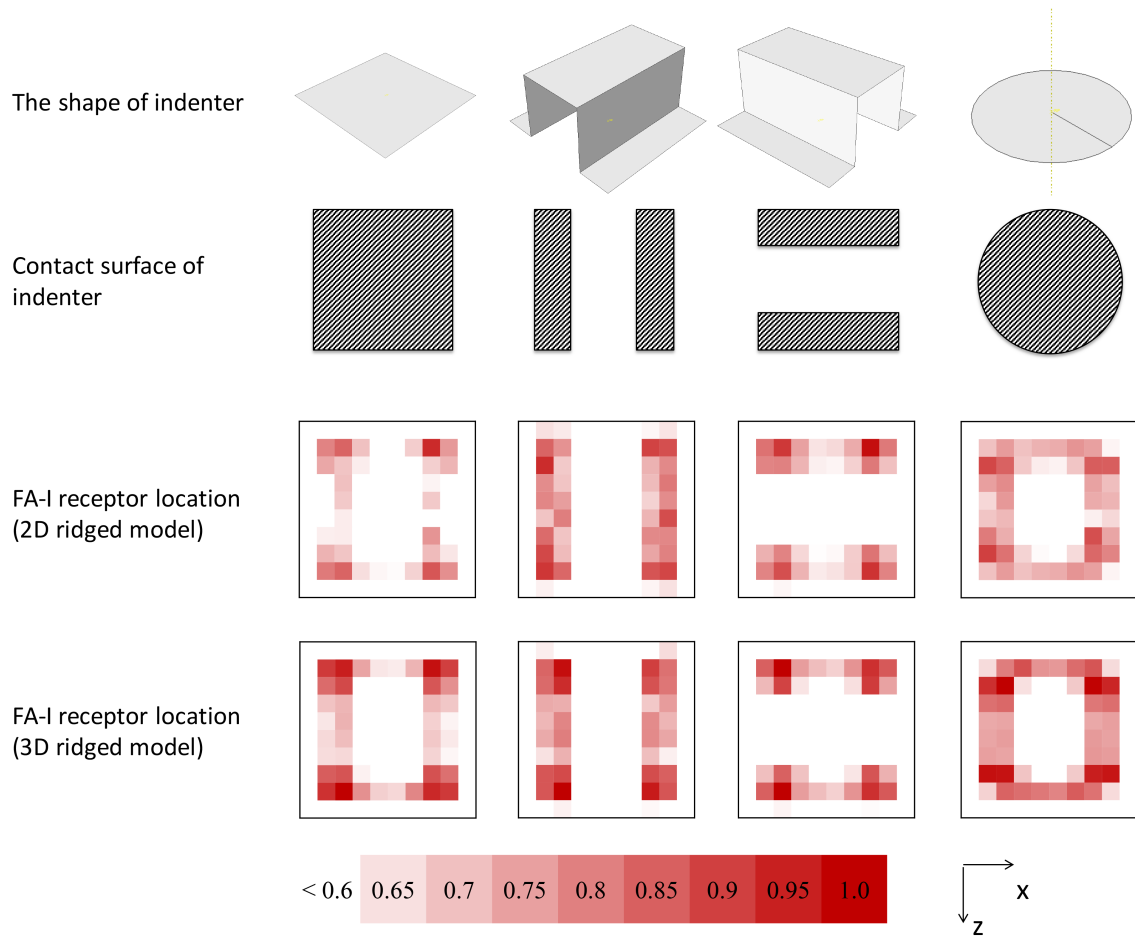 The shape of indenter
Contact surface of
indenter
FA-I receptor location
(2D ridged model)
FA-I receptor location
(3D ridged model)
< 0.6 0.65 0.7 0.75 0.8 0.85 0.9 0.95 1.0
X
Z